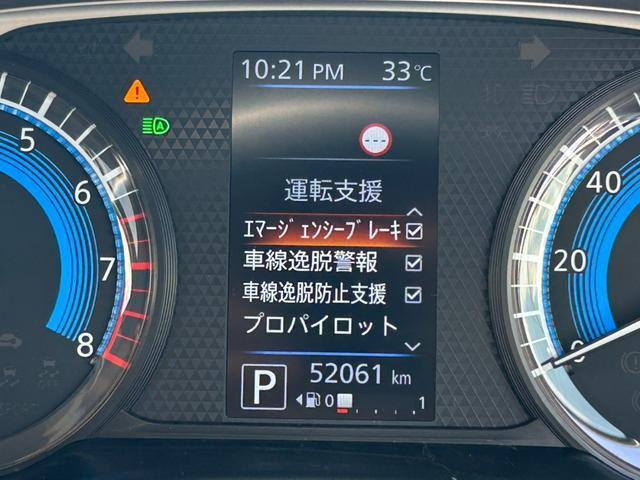 10:21 PM 33℃
運転支援
エマージェンシーブレーキ
車線逸脱警報
車線逸脱防止支援
プロパイロット
P 52061 km
0 1
5
6
7
8
40
20
0